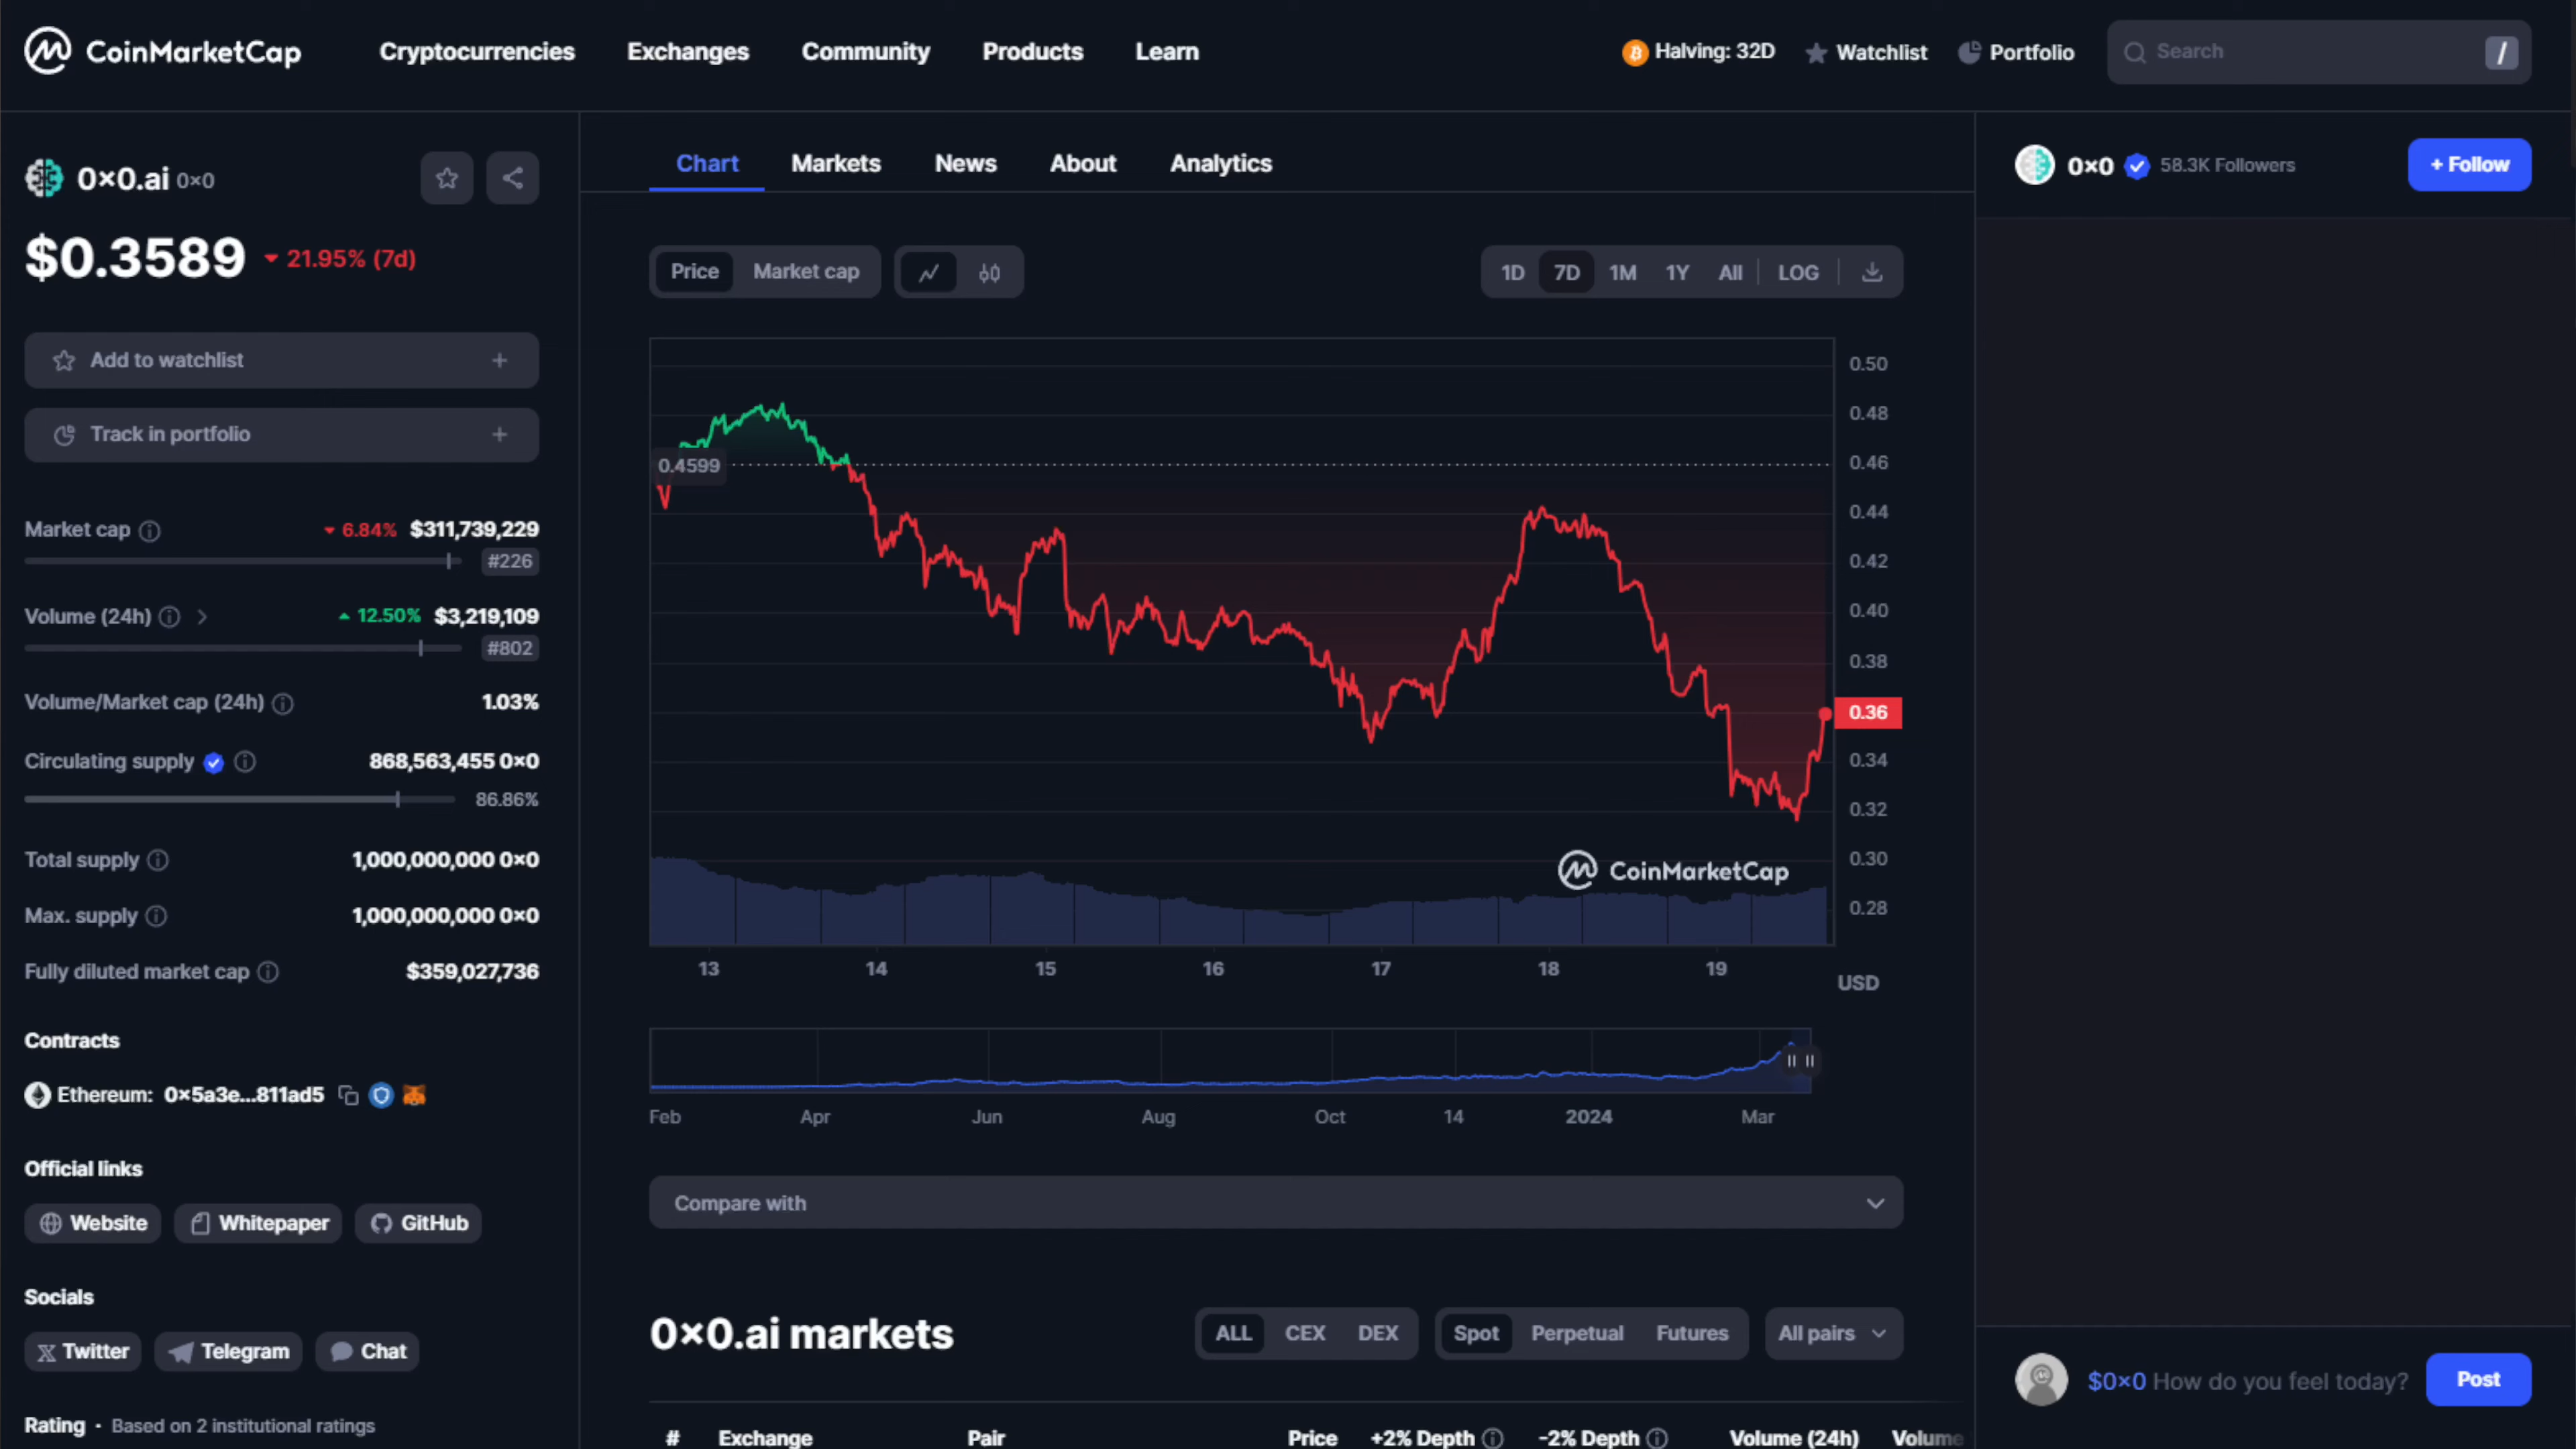 CoinMarketCap Cryptocurrencies Exchanges Community Products Learn Halving: 32D Watchlist Portfolio Search /
0×0.ai 0×0
$0.3589 21.95% (7d)
Add to watchlist +
Track in portfolio +
Market cap 6.84% $311,739,229
#226
Volume (24h) 12.50% $3,219,109
#802
Volume/Market cap (24h) 1.03%
Circulating supply 868,563,455 0×0
86.86%
Total supply 1,000,000,000 0×0
Max. supply 1,000,000,000 0×0
Fully diluted market cap $359,027,736
Contracts
Ethereum: 0×5a3e...811ad5
Official links
Website Whitepaper GitHub
Socials
Twitter Telegram Chat
Rating · Based on 2 institutional ratings
Chart Markets News About Analytics
Price Market cap 1D 7D 1M 1Y All LOG
0.50
0.48
0.4599
0.46
0.44
0.42
0.40
0.38
0.36
0.34
0.32
0.30
0.28
CoinMarketCap
13 14 15 16 17 18 19
USD
Feb Apr Jun Aug Oct 14 2024 Mar
Compare with
0×0.ai markets ALL CEX DEX Spot Perpetual Futures All pairs
# Exchange Pair Price +2% Depth -2% Depth Volume (24h) Volume
0×0 58.3K Followers + Follow
$0×0 How do you feel today? Post